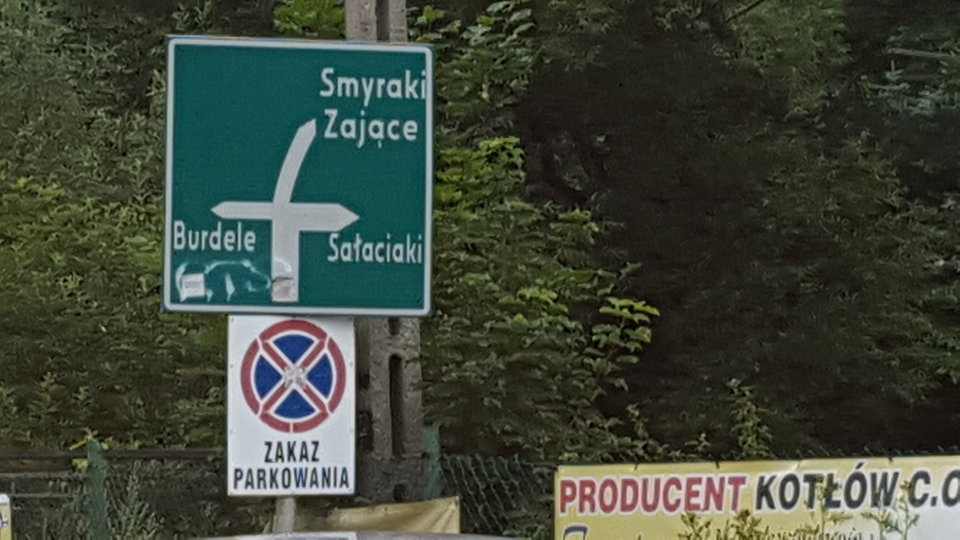 Smyraki
Zające
Burdele
Sałaciaki
ZAKAZ
PARKOWANIA
PRODUCENT KOTŁÓW C.O